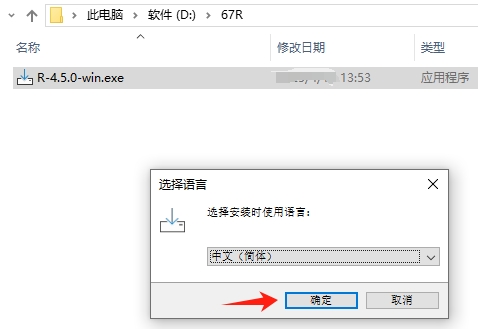 此电脑 > 软件 (D:) > 67R
名称 修改日期 类型
R-4.5.0-win.exe 13:53 应用程序
选择语言
选择安装时使用语言:
中文（简体）
确定 取消